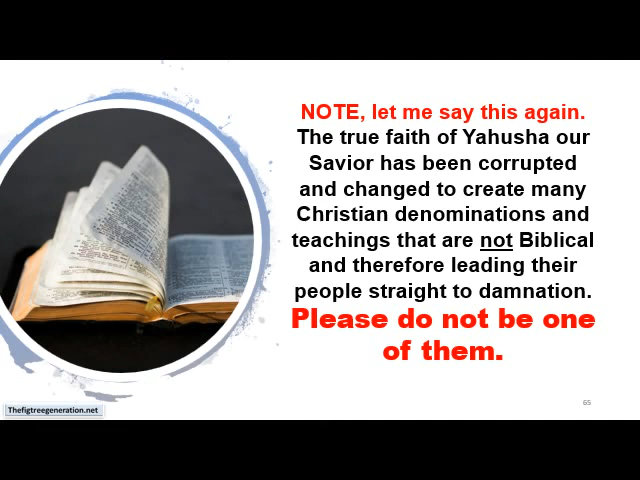 NOTE, let me say this again.
The true faith of Yahusha our
Savior has been corrupted
and changed to create many
Christian denominations and
teachings that are not Biblical
and therefore leading their
people straight to damnation.
Please do not be one
of them.
65
Thefigtreegeneration.net